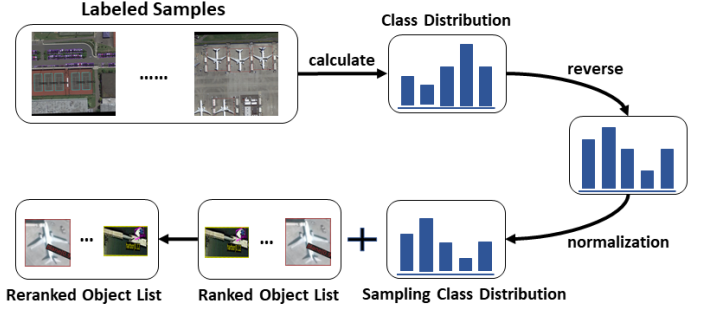 Labeled Samples
......
calculate
Class Distribution
reverse
normalization
Sampling Class Distribution
+
...
Ranked Object List
...
Reranked Object List